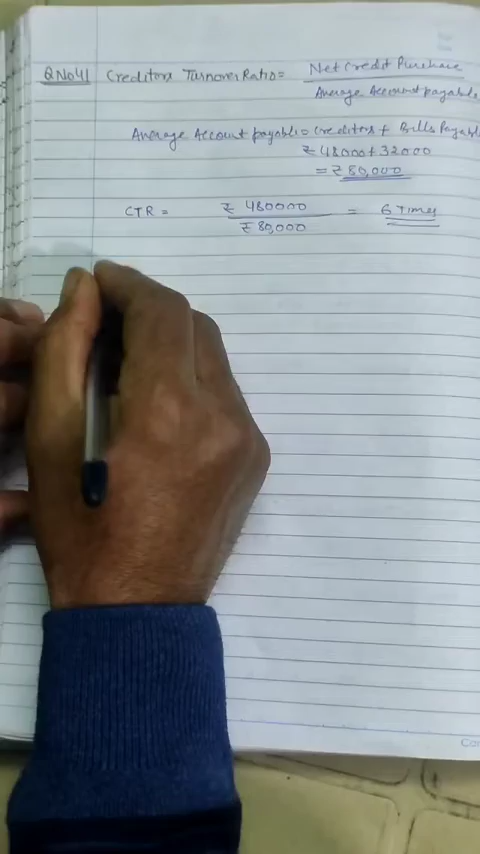 Q No 41 Creditors Turnover Ratio = Net Credit Purchase
Average Account payable
Average Account payable = Creditors + Bills Payable
₹ 48000 + 32000
= ₹ 80,000
CTR = ₹ 480000 = 6 Times
₹ 80,000